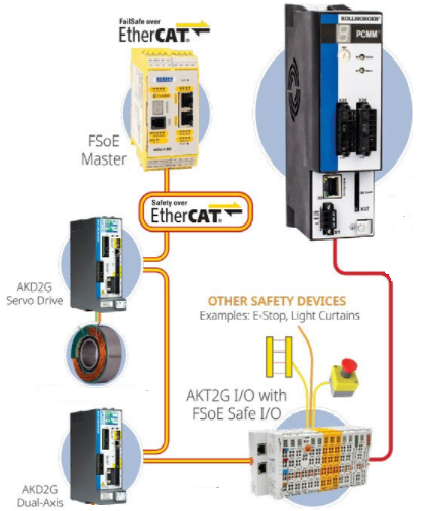 FailSafe over
EtherCAT
KOLLMORGEN
PCMM
FSoE
Master
Safety over
EtherCAT
AKD2G
Servo Drive
OTHER SAFETY DEVICES
Examples: E-Stop, Light Curtains
AKT2G I/O with
FSoE Safe I/O
AKD2G
Dual-Axis